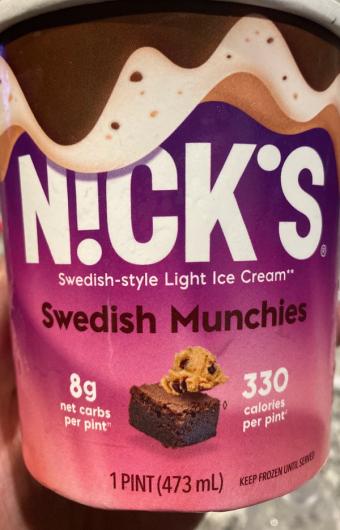 N!CK'S®
Swedish-style Light Ice Cream**
Swedish Munchies
8g
net carbs
per pint
330
calories
per pint
1 PINT (473 mL)
KEEP FROZEN UNTIL SERVED